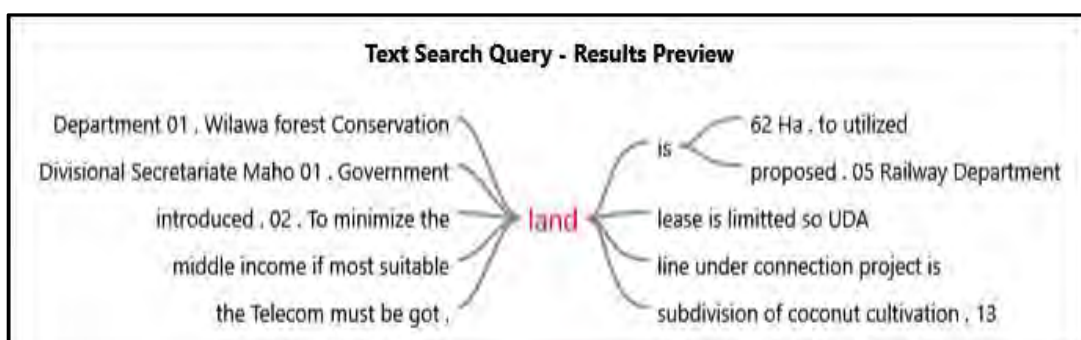 Text Search Query - Results Preview
Department 01 , Wilawa forest Conservation
Divisional Secretariate Maho 01 . Government
introduced . 02 . To minimize the
middle income if most suitable
the Telecom must be got .
land
is
62 Ha . to utilized
proposed . 05 Railway Department
lease is limitted so UDA
line under connection project is
subdivision of coconut cultivation . 13